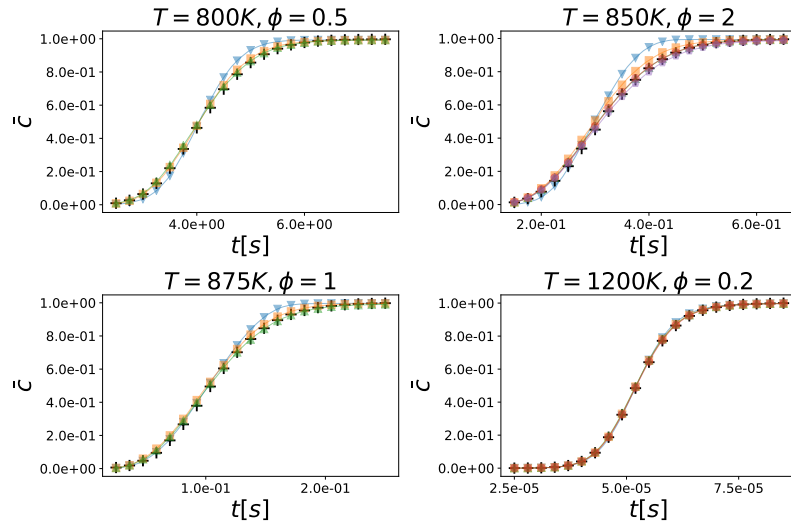 T = 800K, ϕ = 0.5
1.0e+00
8.0e-01
6.0e-01
4.0e-01
2.0e-01
0.0e+00
c̄
4.0e+00 6.0e+00
t[s]
T = 850K, ϕ = 2
1.0e+00
8.0e-01
6.0e-01
4.0e-01
2.0e-01
0.0e+00
c̄
2.0e-01 4.0e-01 6.0e-01
t[s]
T = 875K, ϕ = 1
1.0e+00
8.0e-01
6.0e-01
4.0e-01
2.0e-01
0.0e+00
c̄
1.0e-01 2.0e-01
t[s]
T = 1200K, ϕ = 0.2
1.0e+00
8.0e-01
6.0e-01
4.0e-01
2.0e-01
0.0e+00
c̄
2.5e-05 5.0e-05 7.5e-05
t[s]